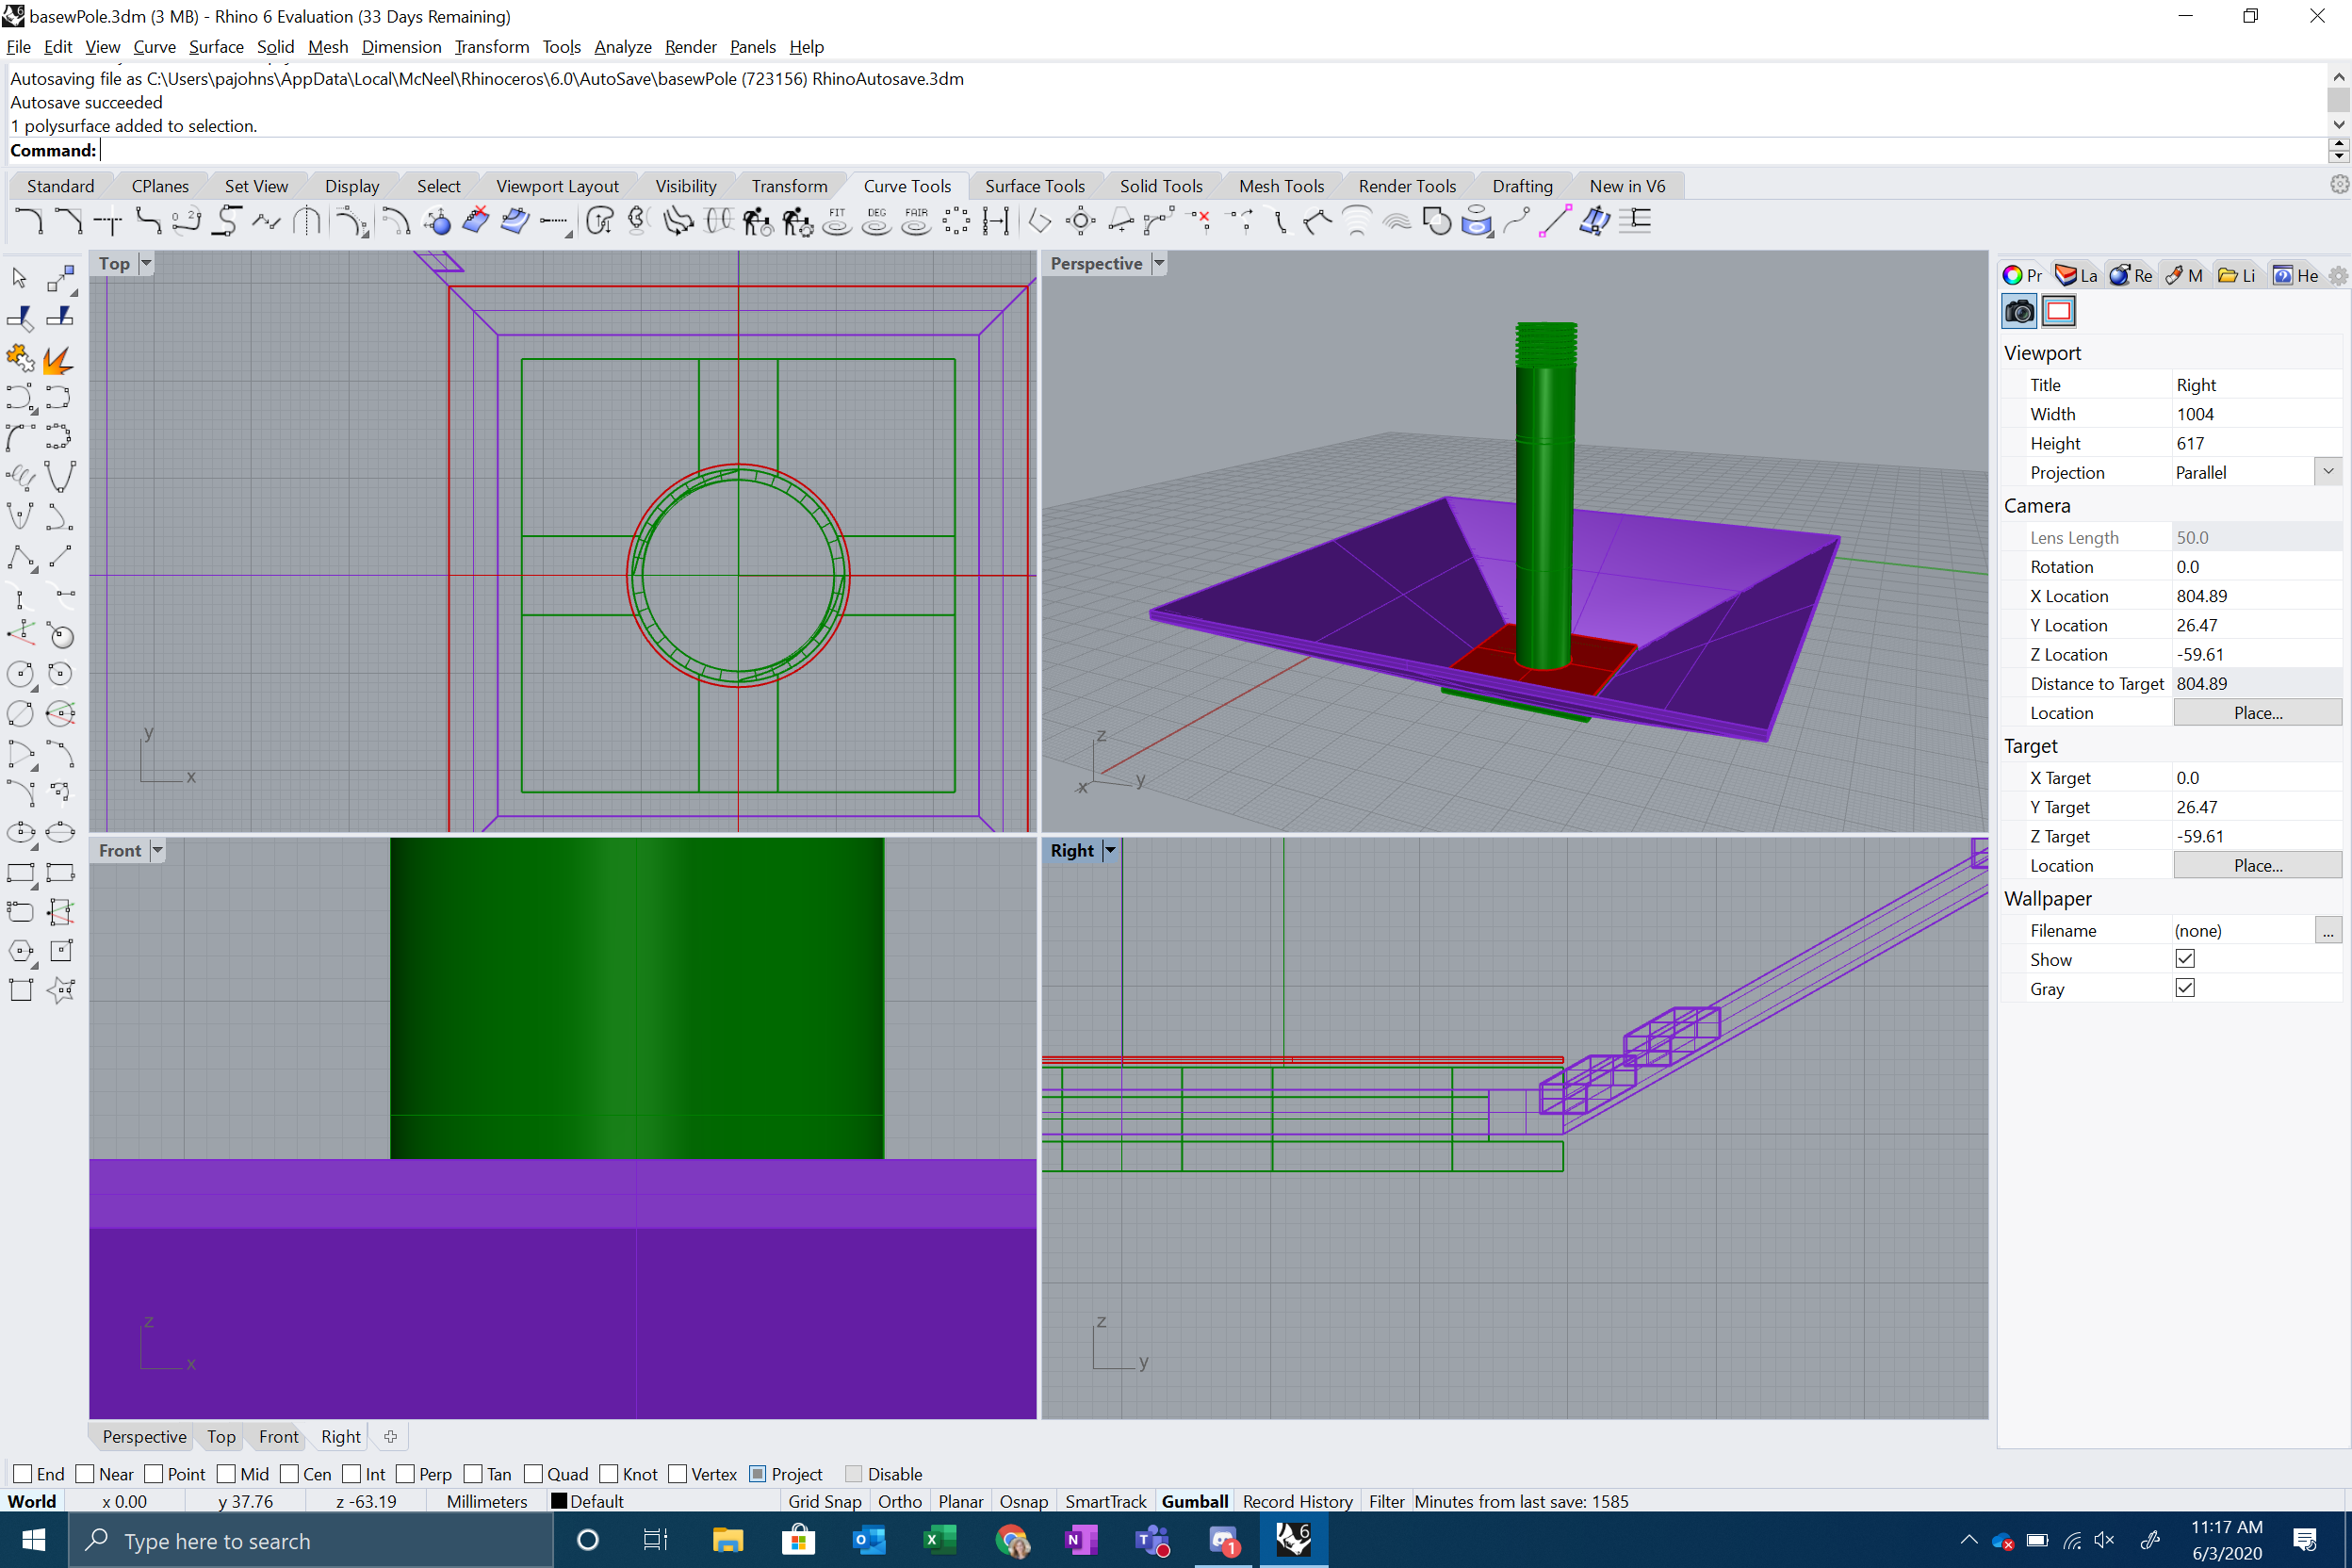 basewPole.3dm (3 MB) - Rhino 6 Evaluation (33 Days Remaining)
File Edit View Curve Surface Solid Mesh Dimension Transform Tools Analyze Render Panels Help
Autosaving file as C:\Users\pajohns\AppData\Local\McNeel\Rhinoceros\6.0\AutoSave\basewPole (723156) RhinoAutosave.3dm
Autosave succeeded
1 polysurface added to selection.
Command:
Standard CPlanes Set View Display Select Viewport Layout Visibility Transform Curve Tools Surface Tools Solid Tools Mesh Tools Render Tools Drafting New in V6
FIT DEG FAIR
Top
Perspective
Pr La Re M Li He
Viewport
Title Right
Width 1004
Height 617
Projection Parallel
Camera
Lens Length 50.0
Rotation 0.0
X Location 804.89
Y Location 26.47
Z Location -59.61
Distance to Target 804.89
Location Place...
Target
X Target 0.0
Y Target 26.47
Z Target -59.61
Location Place...
Wallpaper
Filename (none) ...
Show
Gray
y
x
z
x
y
Front
Right
z
x
z
y
Perspective Top Front Right
End Near Point Mid Cen Int Perp Tan Quad Knot Vertex Project Disable
World x 0.00 y 37.76 z -63.19 Millimeters Default Grid Snap Ortho Planar Osnap SmartTrack Gumball Record History Filter Minutes from last save: 1585
Type here to search
11:17 AM
6/3/2020